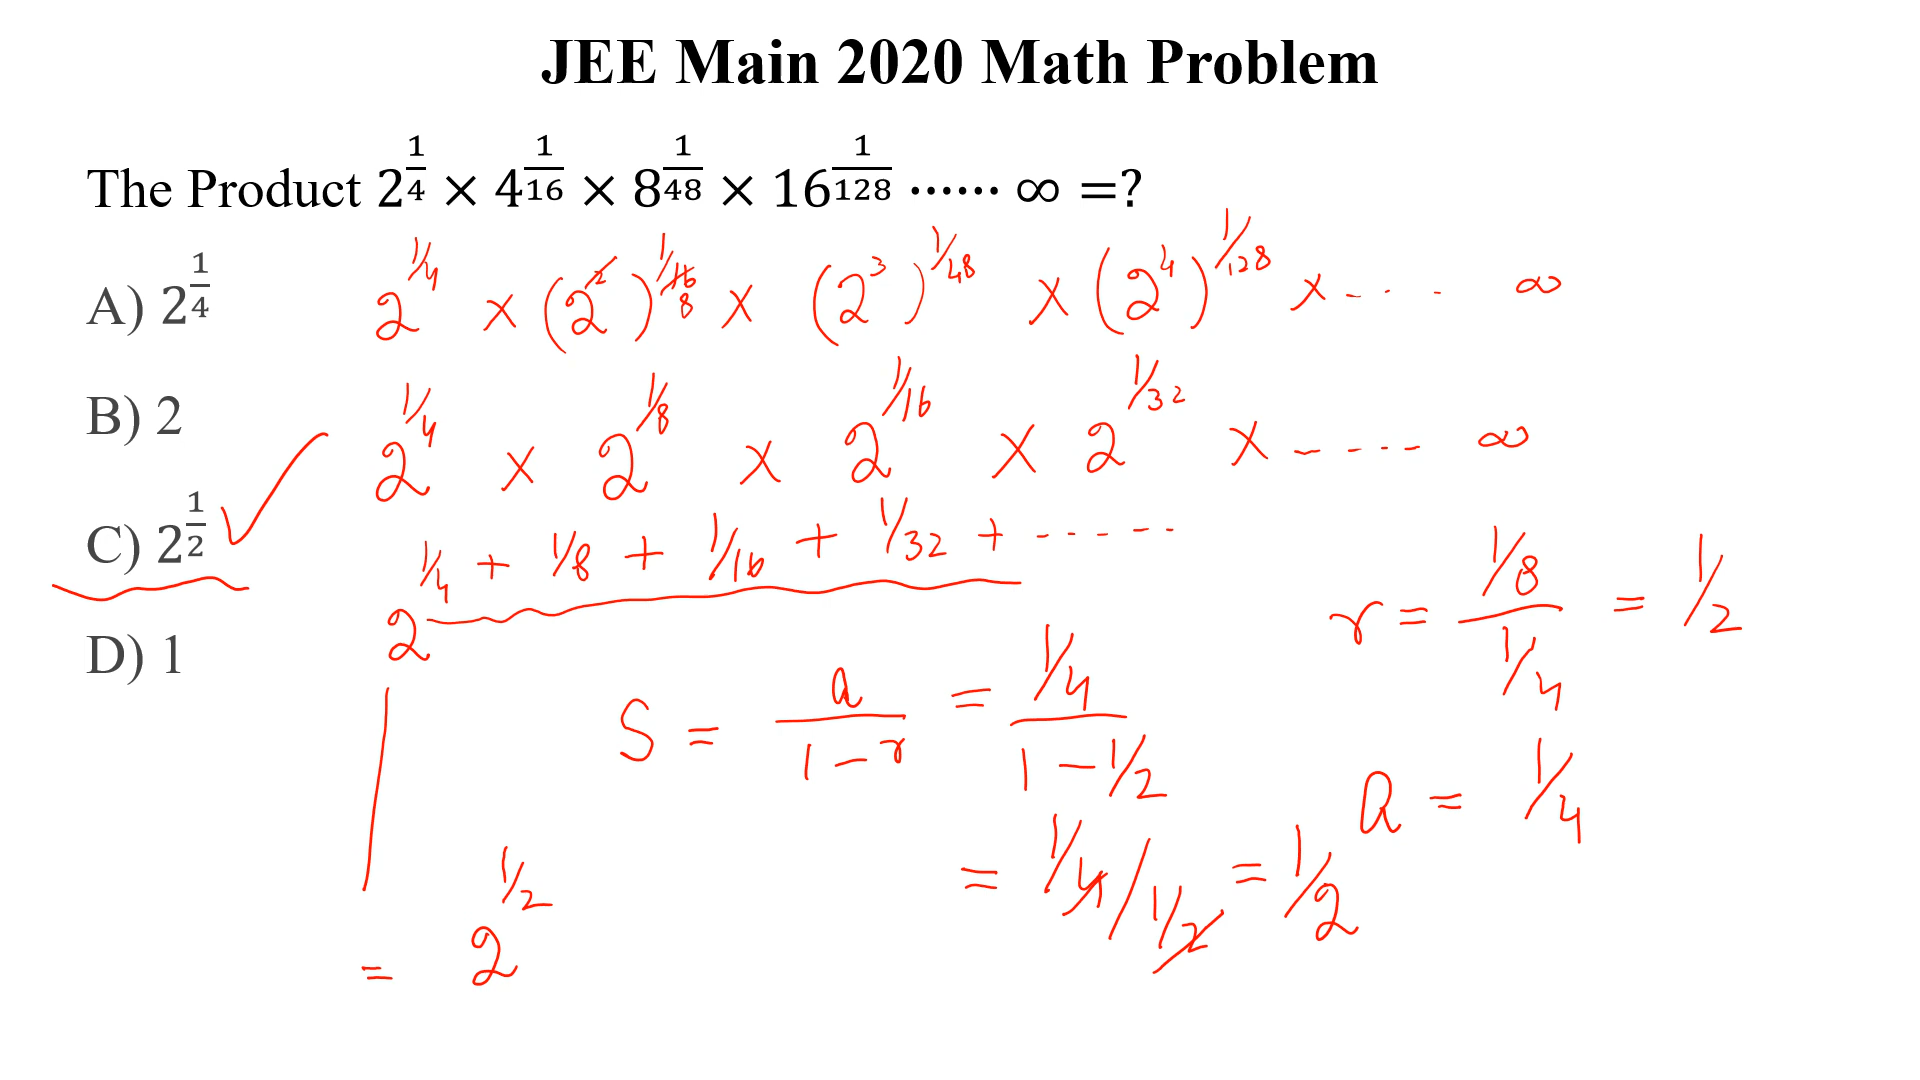 JEE Main 2020 Math Problem
The Product 2^(1/4) × 4^(1/16) × 8^(1/48) × 16^(1/128) ······ ∞ =?
A) 2^(1/4)
2^(1/4) × (2^2)^(1/16 8) × (2^3)^(1/48) × (2^4)^(1/128) × - · · · ∞
B) 2
2^(1/4) × 2^(1/8) × 2^(1/16) × 2^(1/32) × - - - - - ∞
C) 2^(1/2) ✓
2^(1/4 + 1/8 + 1/16 + 1/32 + - - - - - -)
r = (1/8)/(1/4) = 1/2
D) 1
S = a/(1-r) = (1/4)/(1-1/2)
a = 1/4
= 1/4 / 1/2 = 1/2
= 2^(1/2)